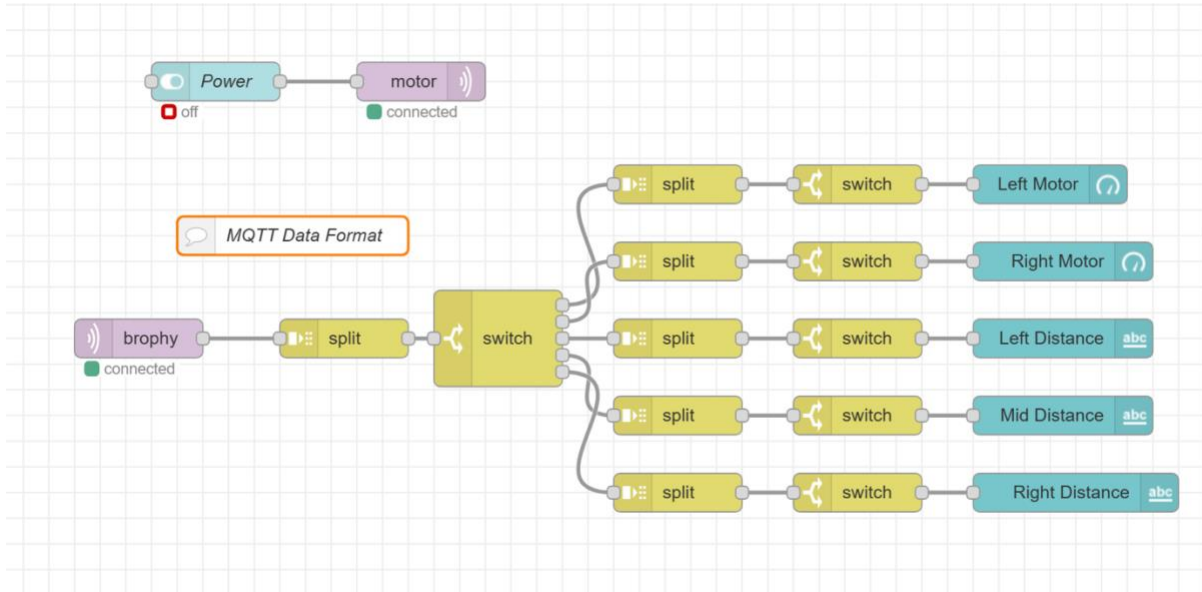 Power
motor
off
connected
split
switch
Left Motor
MQTT Data Format
split
switch
Right Motor
brophy
split
switch
split
switch
Left Distance
abc
connected
split
switch
Mid Distance
abc
split
switch
Right Distance
abc